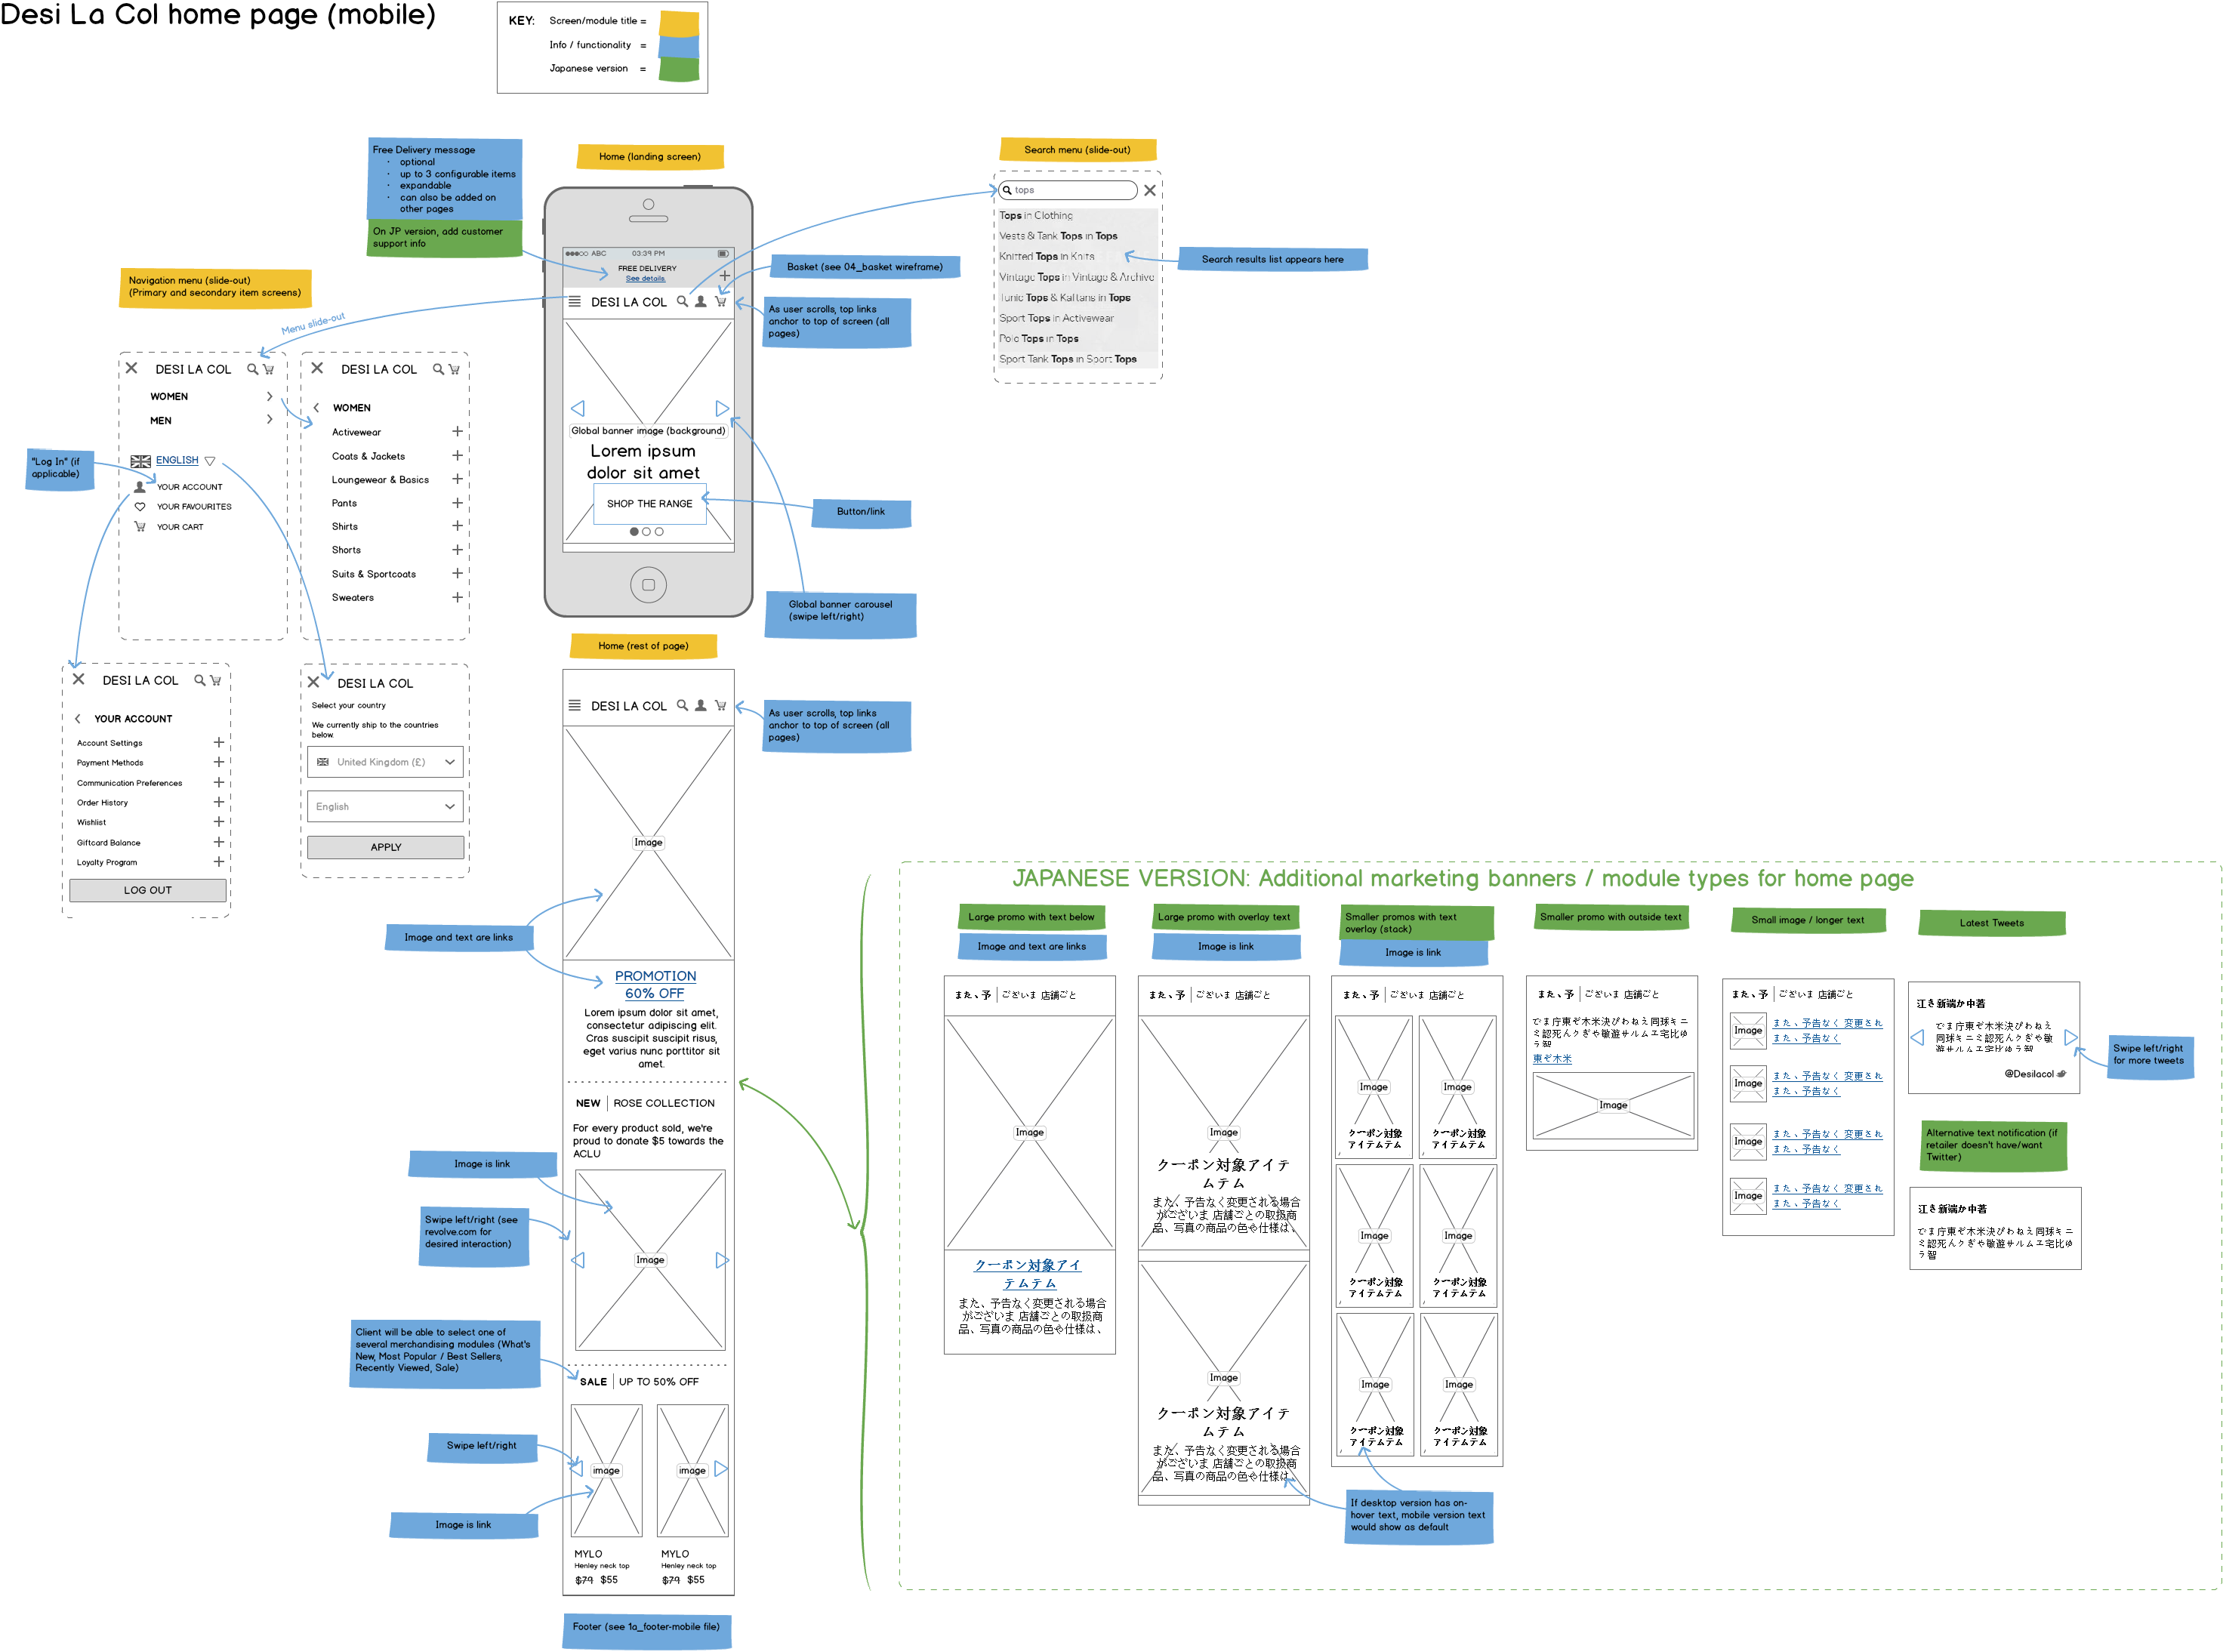 Desi La Col home page (mobile)
KEY:
Screen/module title =
Info / functionality =
Japanese version =
Free Delivery message
· optional
· up to 3 configurable items
· expandable
· can also be added on
other pages
On JP version, add customer
support info
Home (landing screen)
ABC 03:39 PM
FREE DELIVERY
See details.
DESI LA COL
Global banner image (background)
Lorem ipsum
dolor sit amet
SHOP THE RANGE
Basket (see 04_basket wireframe)
As user scrolls, top links
anchor to top of screen (all
pages)
Button/link
Global banner carousel
(swipe left/right)
Search menu (slide-out)
tops
Tops in Clothing
Vests & Tank Tops in Tops
Knitted Tops in Knits
Vintage Tops in Vintage & Archive
Tunic Tops & Kaftans in Tops
Sport Tops in Activewear
Polo Tops in Tops
Sport Tank Tops in Sport Tops
Search results list appears here
Navigation menu (slide-out)
(Primary and secondary item screens)
Menu slide-out
DESI LA COL
WOMEN
MEN
ENGLISH
YOUR ACCOUNT
YOUR FAVOURITES
YOUR CART
"Log In" (if
applicable)
DESI LA COL
WOMEN
Activewear
Coats & Jackets
Loungewear & Basics
Pants
Shirts
Shorts
Suits & Sportcoats
Sweaters
DESI LA COL
YOUR ACCOUNT
Account Settings
Payment Methods
Communication Preferences
Order History
Wishlist
Giftcard Balance
Loyalty Program
LOG OUT
DESI LA COL
Select your country
We currently ship to the countries
below.
United Kingdom (£)
English
APPLY
Home (rest of page)
DESI LA COL
As user scrolls, top links
anchor to top of screen (all
pages)
Image
Image and text are links
PROMOTION
60% OFF
Lorem ipsum dolor sit amet,
consectetur adipiscing elit.
Cras suscipit suscipit risus,
eget varius nunc porttitor sit
amet.
NEW ROSE COLLECTION
For every product sold, we're
proud to donate $5 towards the
ACLU
Image is link
Swipe left/right (see
revolve.com for
desired interaction)
Image
Client will be able to select one of
several merchandising modules (What's
New, Most Popular / Best Sellers,
Recently Viewed, Sale)
SALE UP TO 50% OFF
Swipe left/right
image image
Image is link
MYLO MYLO
Henley neck top Henley neck top
$79 $55 $79 $55
Footer (see 1a_footer-mobile file)
JAPANESE VERSION: Additional marketing banners / module types for home page
Large promo with text below
Image and text are links
また、予 ございま 店舗ごと
Image
クーポン対象アイ
テムテム
また、予告なく変更される場合
がございま 店舗ごとの取扱商
品、写真の商品の色や仕様は、
Large promo with overlay text
Image is link
また、予 ございま 店舗ごと
Image
クーポン対象アイテ
ムテム
また、予告なく変更される場合
がございま 店舗ごとの取扱商
品、写真の商品の色や仕様は、
Image
クーポン対象アイテ
ムテム
また、予告なく変更される場合
がございま 店舗ごとの取扱商
品、写真の商品の色や仕様は、
Smaller promos with text
overlay (stack)
Image is link
また、予 ございま 店舗ごと
Image Image
クーポン対象 クーポン対象
アイテムテム アイテムテム
Image Image
クーポン対象 クーポン対象
アイテムテム アイテムテム
Image Image
クーポン対象 クーポン対象
アイテムテム アイテムテム
If desktop version has on-
hover text, mobile version text
would show as default
Smaller promo with outside text
また、予 ございま 店舗ごと
でま庁東ぞ木米決ぴわねえ同球キニ
ミ認死んクぎや敏遊サルムエ宅比ゆ
う智
東ぞ木米
Image
Small image / longer text
また、予 ございま 店舗ごと
Image また、予告なく 変更され
また、予告なく
Image また、予告なく 変更され
また、予告なく
Image また、予告なく 変更され
また、予告なく
Image また、予告なく 変更され
また、予告なく
Latest Tweets
江き新端か中著
でま庁東ぞ木米決ぴわねえ
同球キニミ認死んクぎや敏
遊サルムエ宅比ゆう智
@Desilacol
Swipe left/right
for more tweets
Alternative text notification (if
retailer doesn't have/want
Twitter)
江き新端か中著
でま庁東ぞ木米決ぴわねえ同球キニ
ミ認死んクぎや敏遊サルムエ宅比ゆ
う智